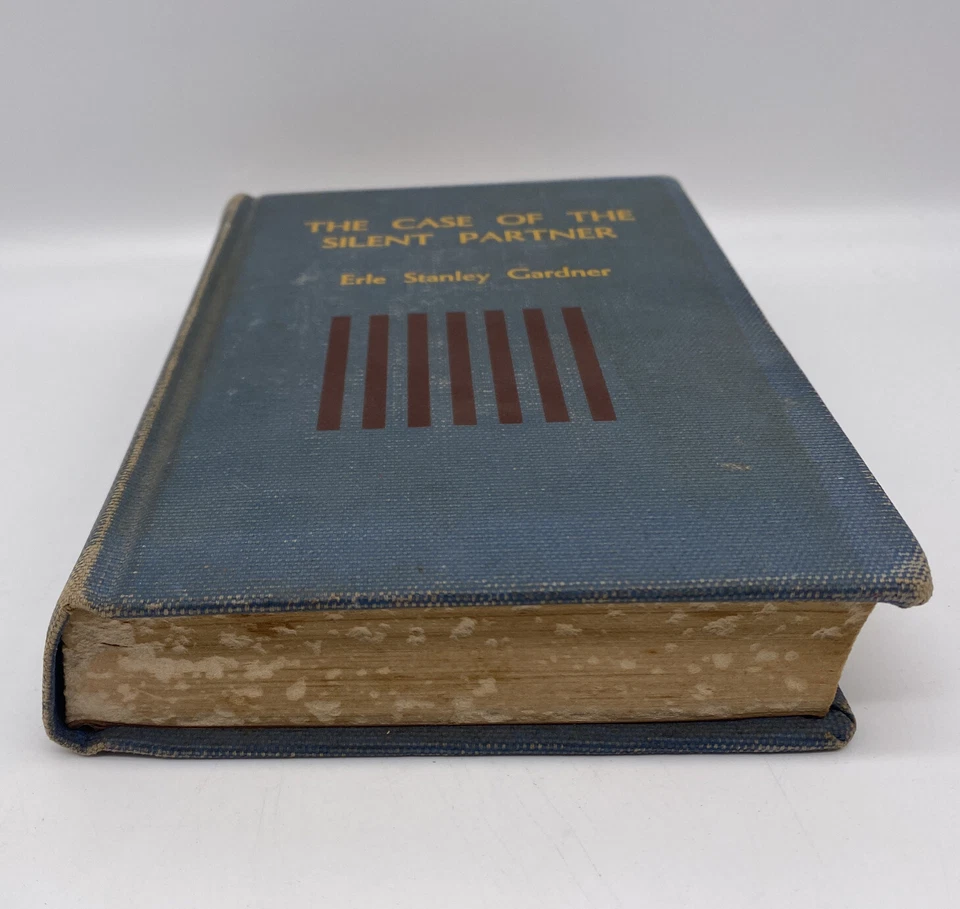 THE CASE OF THE
SILENT PARTNER
Erle Stanley Gardner